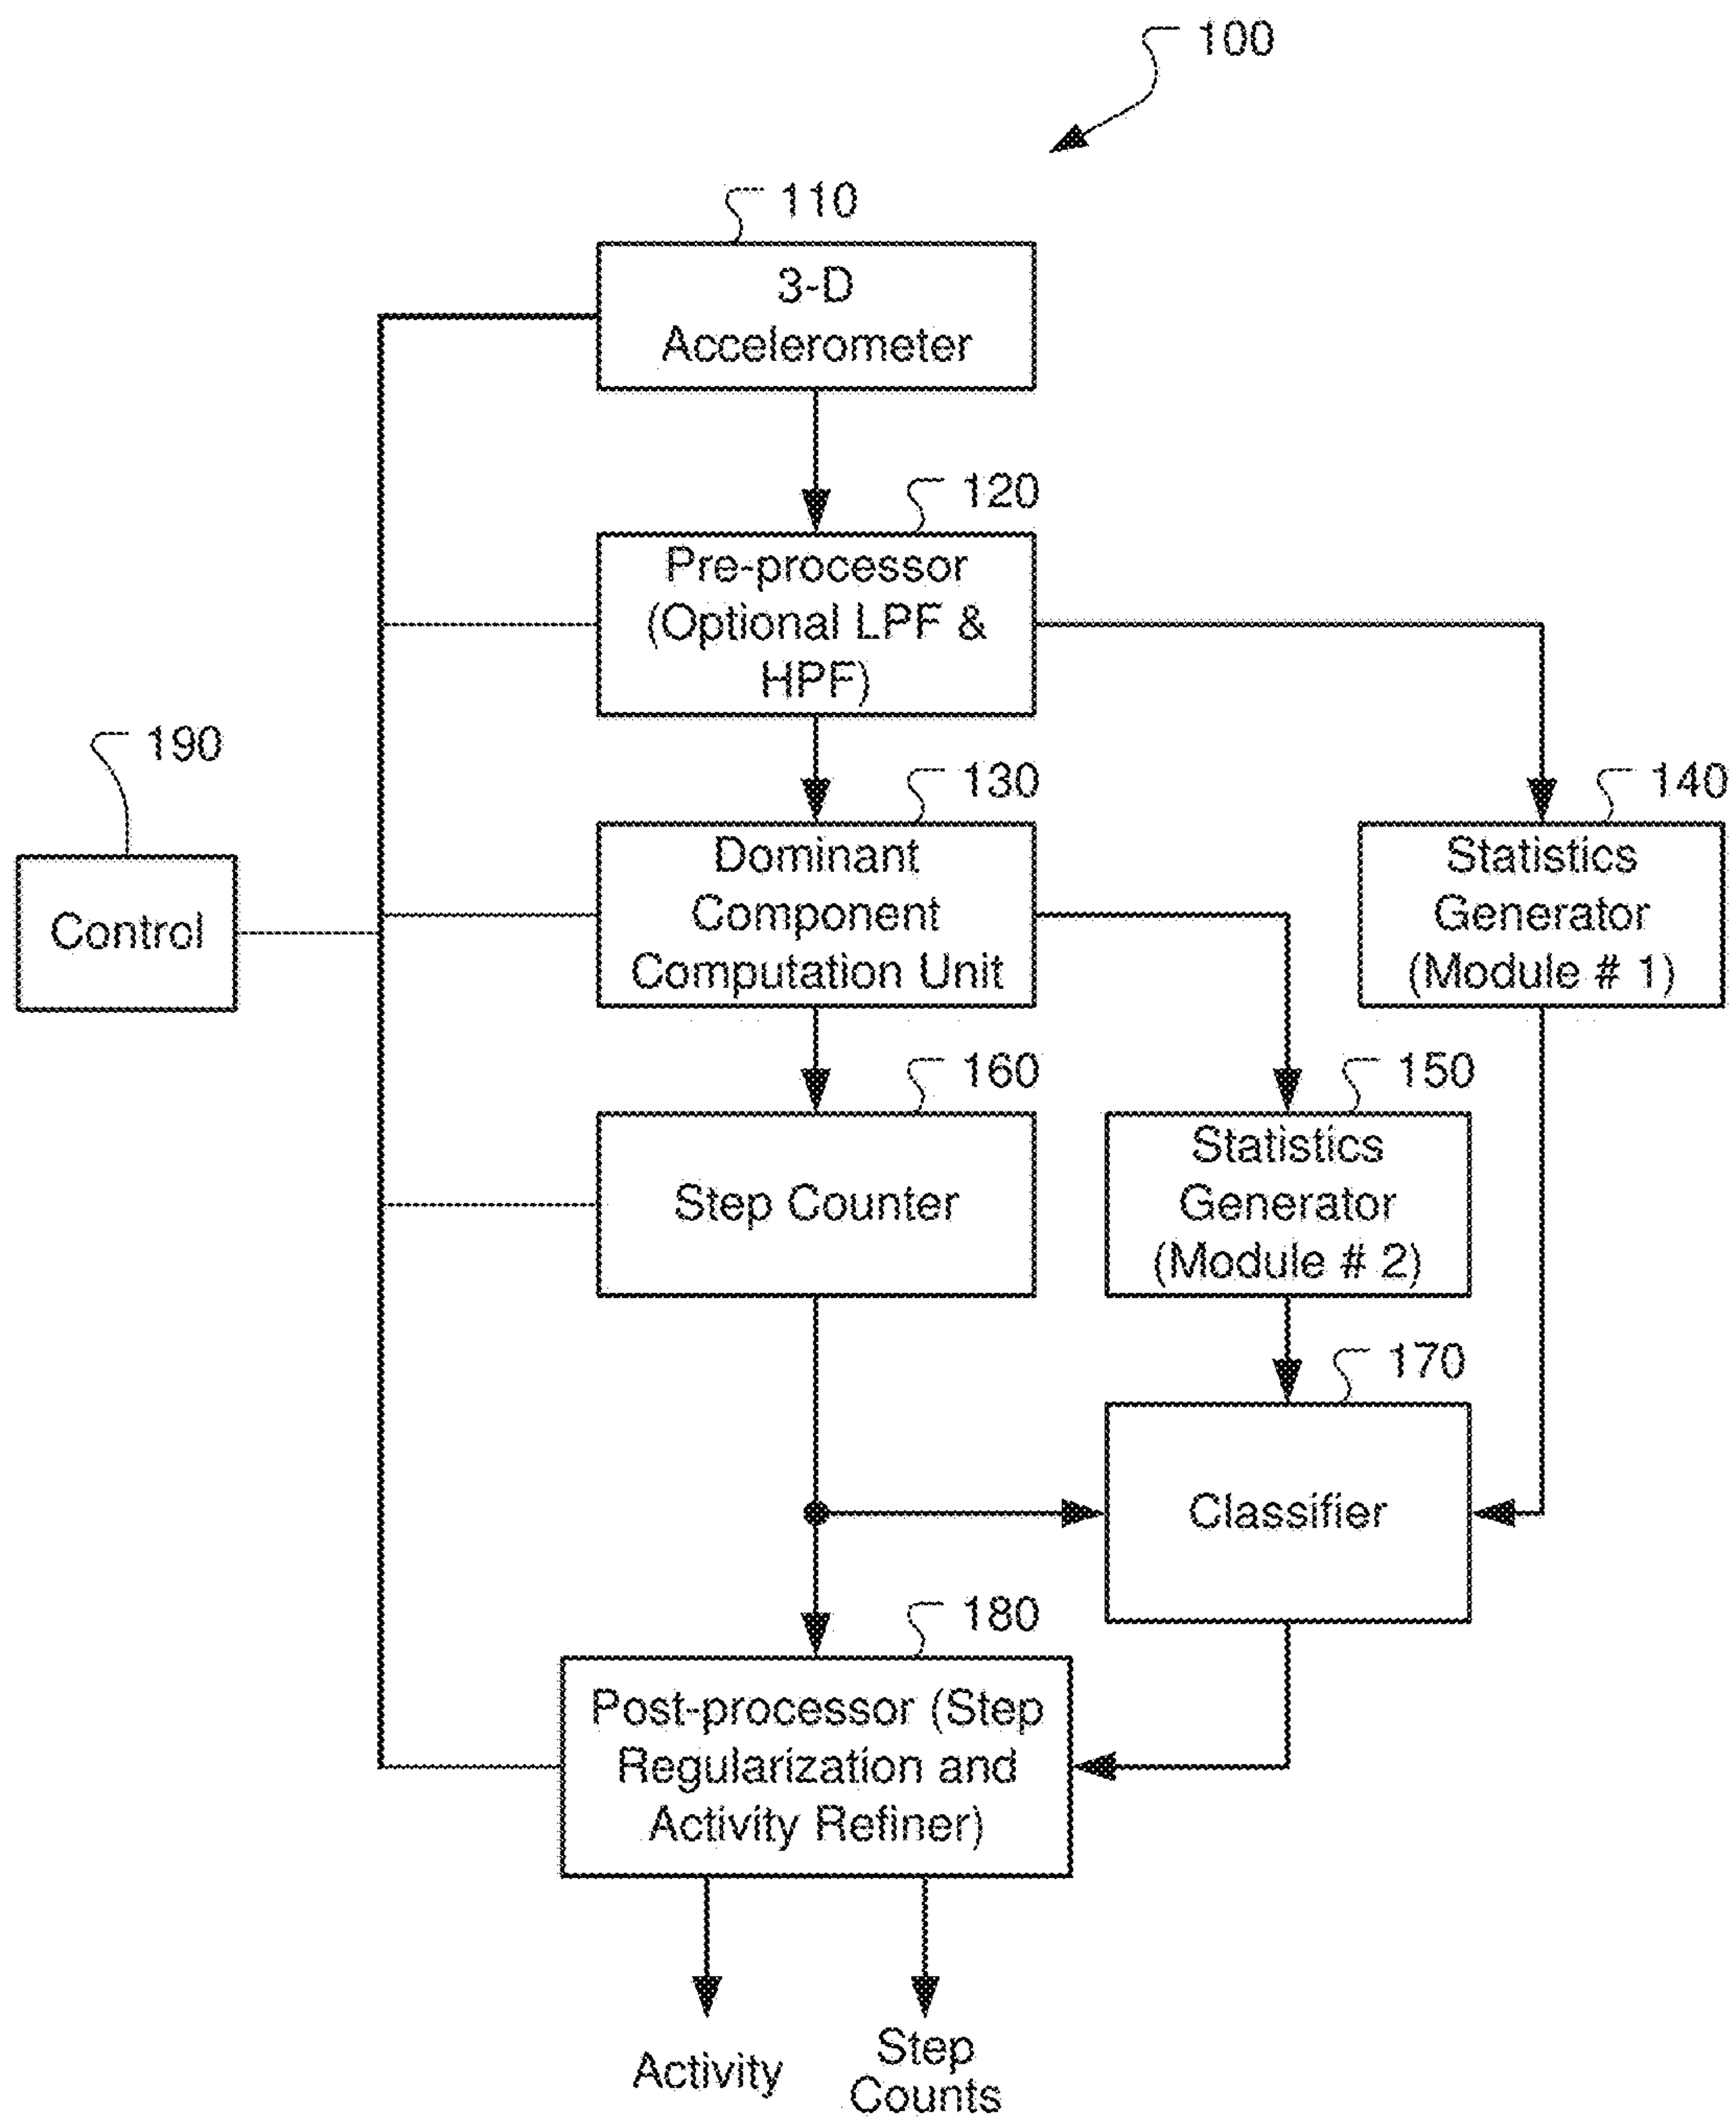 100
110
3-D
Accelerometer
120
Pre-processor
(Optional LPF &
HPF)
190
Control
130
Dominant
Component
Computation Unit
140
Statistics
Generator
(Module # 1)
160
Step Counter
150
Statistics
Generator
(Module # 2)
170
Classifier
180
Post-processor (Step
Regularization and
Activity Refiner)
Activity
Step
Counts